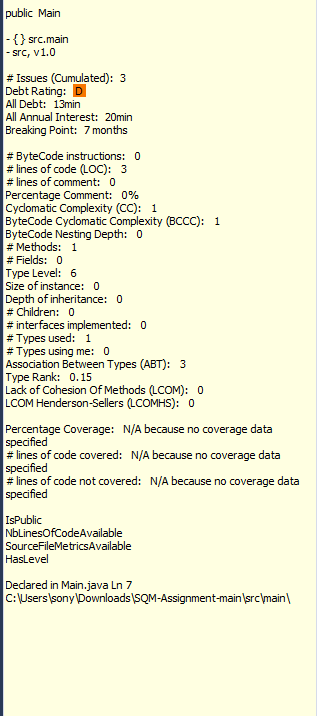 public Main
- { } src.main
- src, v1.0
# Issues (Cumulated): 3
Debt Rating: D
All Debt: 13min
All Annual Interest: 20min
Breaking Point: 7 months
# ByteCode instructions: 0
# lines of code (LOC): 3
# lines of comment: 0
Percentage Comment: 0%
Cyclomatic Complexity (CC): 1
ByteCode Cyclomatic Complexity (BCCC): 1
ByteCode Nesting Depth: 0
# Methods: 1
# Fields: 0
Type Level: 6
Size of instance: 0
Depth of inheritance: 0
# Children: 0
# interfaces implemented: 0
# Types used: 1
# Types using me: 0
Association Between Types (ABT): 3
Type Rank: 0.15
Lack of Cohesion Of Methods (LCOM): 0
LCOM Henderson-Sellers (LCOMHS): 0
Percentage Coverage: N/A because no coverage data
specified
# lines of code covered: N/A because no coverage data
specified
# lines of code not covered: N/A because no coverage data
specified
IsPublic
NbLinesOfCodeAvailable
SourceFileMetricsAvailable
HasLevel
Declared in Main.java Ln 7
C:\Users\sony\Downloads\SQM-Assignment-main\src\main\